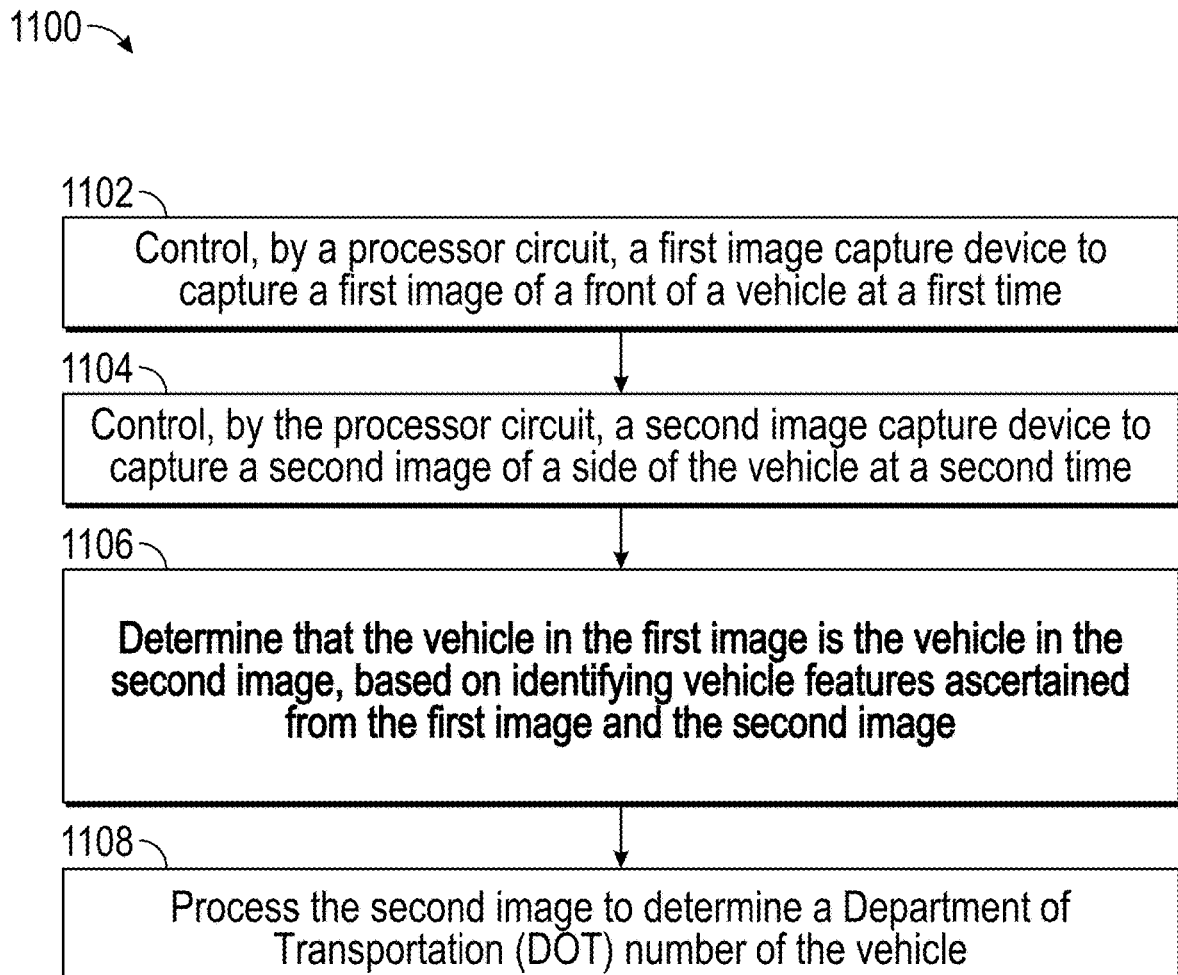 1100
1102
Control, by a processor circuit, a first image capture device to
capture a first image of a front of a vehicle at a first time
1104
Control, by the processor circuit, a second image capture device to
capture a second image of a side of the vehicle at a second time
1106
Determine that the vehicle in the first image is the vehicle in the
second image, based on identifying vehicle features ascertained
from the first image and the second image
1108
Process the second image to determine a Department of
Transportation (DOT) number of the vehicle